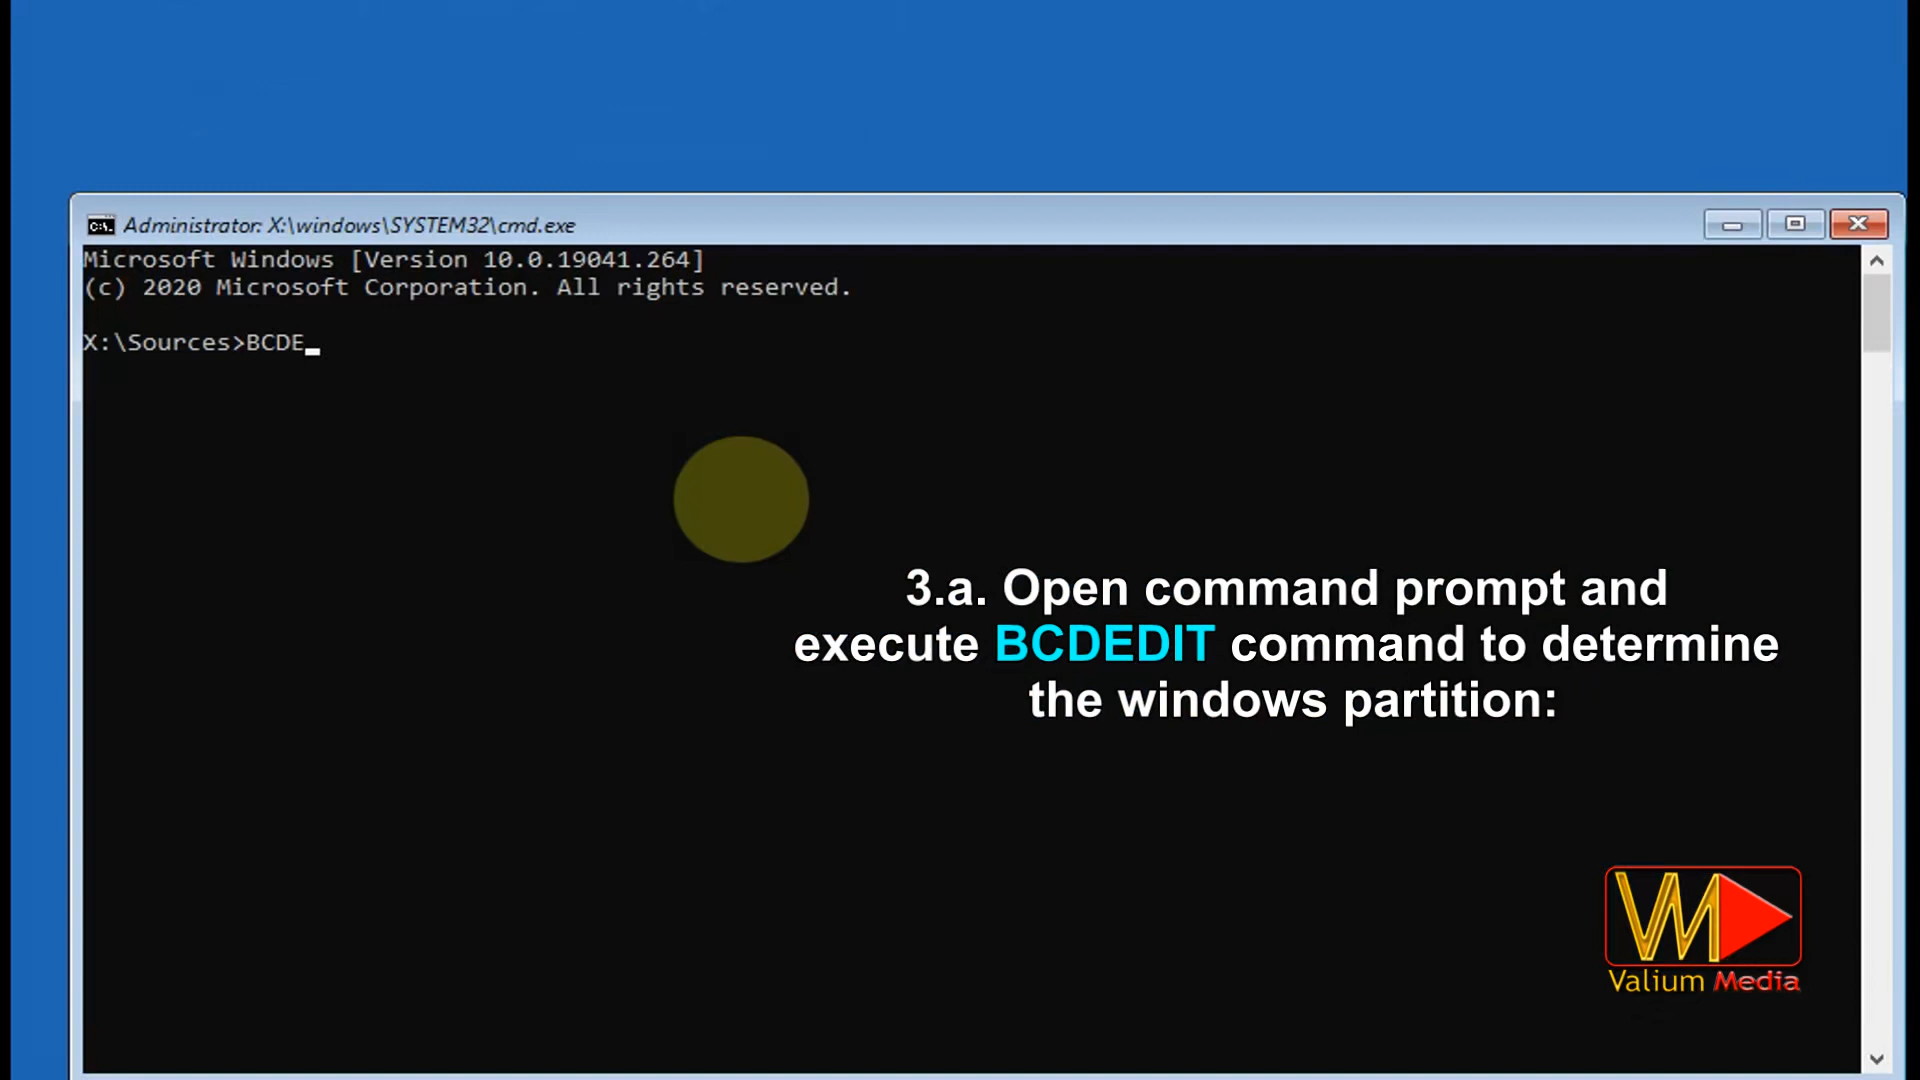 Administrator: X:\windows\SYSTEM32\cmd.exe
Microsoft Windows [Version 10.0.19041.264]
(c) 2020 Microsoft Corporation. All rights reserved.
X:\Sources>BCDE_
3.a. Open command prompt and
execute BCDEDIT command to determine
the windows partition:
VM
Valium Media